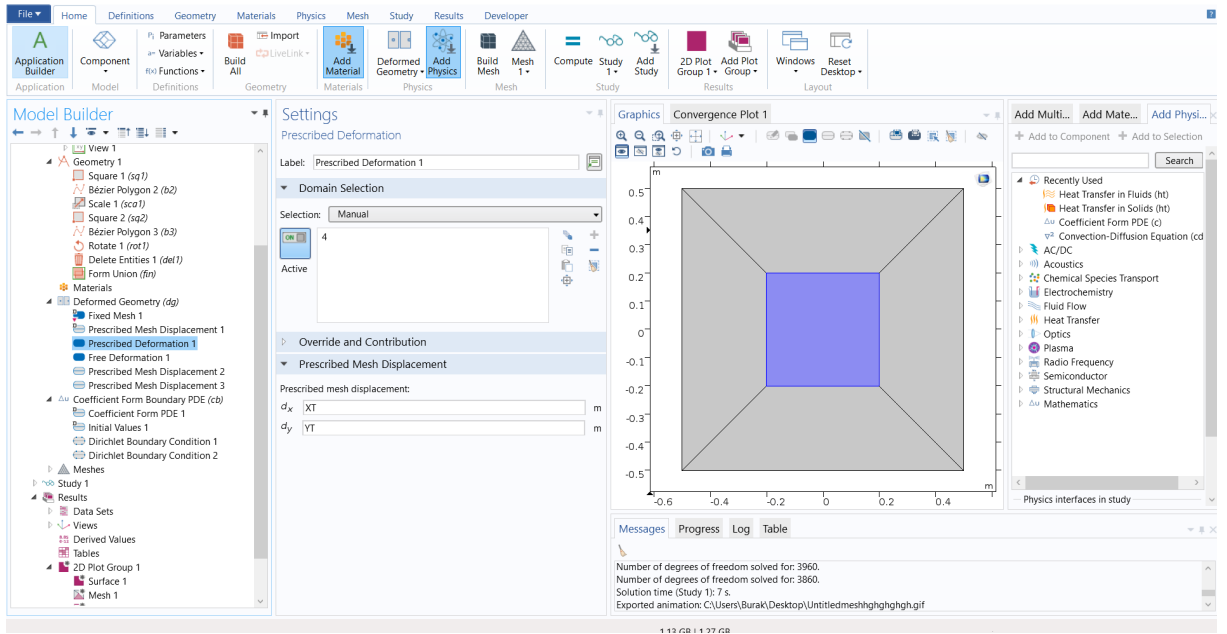 File
Home
Definitions
Geometry
Materials
Physics
Mesh
Study
Results
Developer
?
Application Builder
Component
Pi Parameters
a= Variables
f(x) Functions
Build All
Import
LiveLink
Add Material
Deformed Geometry
Add Physics
Build Mesh
Mesh 1
Compute
Study 1
Add Study
2D Plot Group 1
Add Plot Group
Windows
Reset Desktop
Application
Model
Definitions
Geometry
Materials
Physics
Mesh
Study
Results
Layout
Model Builder
View 1
Geometry 1
Square 1 (sq1)
Bézier Polygon 2 (b2)
Scale 1 (sca1)
Square 2 (sq2)
Bézier Polygon 3 (b3)
Rotate 1 (rot1)
Delete Entities 1 (del1)
Form Union (fin)
Materials
Deformed Geometry (dg)
Fixed Mesh 1
Prescribed Mesh Displacement 1
Prescribed Deformation 1
Free Deformation 1
Prescribed Mesh Displacement 2
Prescribed Mesh Displacement 3
Δu Coefficient Form Boundary PDE (cb)
Coefficient Form PDE 1
Initial Values 1
Dirichlet Boundary Condition 1
Dirichlet Boundary Condition 2
Meshes
Study 1
Results
Data Sets
Views
Derived Values
Tables
2D Plot Group 1
Surface 1
Mesh 1
Settings
Prescribed Deformation
Label: Prescribed Deformation 1
Domain Selection
Selection: Manual
ON
4
Active
Override and Contribution
Prescribed Mesh Displacement
Prescribed mesh displacement:
dx XT m
dy YT m
Graphics
Convergence Plot 1
m
0.5
0.4
0.3
0.2
0.1
0
-0.1
-0.2
-0.3
-0.4
-0.5
m
-0.6 -0.4 -0.2 0 0.2 0.4
Messages
Progress
Log
Table
Number of degrees of freedom solved for: 3960.
Number of degrees of freedom solved for: 3860.
Solution time (Study 1): 7 s.
Exported animation: C:\Users\Burak\Desktop\Untitledmeshhghghghgh.gif
Add Multi...
Add Mate...
Add Physi...
Add to Component
Add to Selection
Search
Recently Used
Heat Transfer in Fluids (ht)
Heat Transfer in Solids (ht)
Δu Coefficient Form PDE (c)
∇² Convection-Diffusion Equation (cd
AC/DC
Acoustics
Chemical Species Transport
Electrochemistry
Fluid Flow
Heat Transfer
Optics
Plasma
Radio Frequency
Semiconductor
Structural Mechanics
Δu Mathematics
Physics interfaces in study
1.13 GB | 1.27 GB